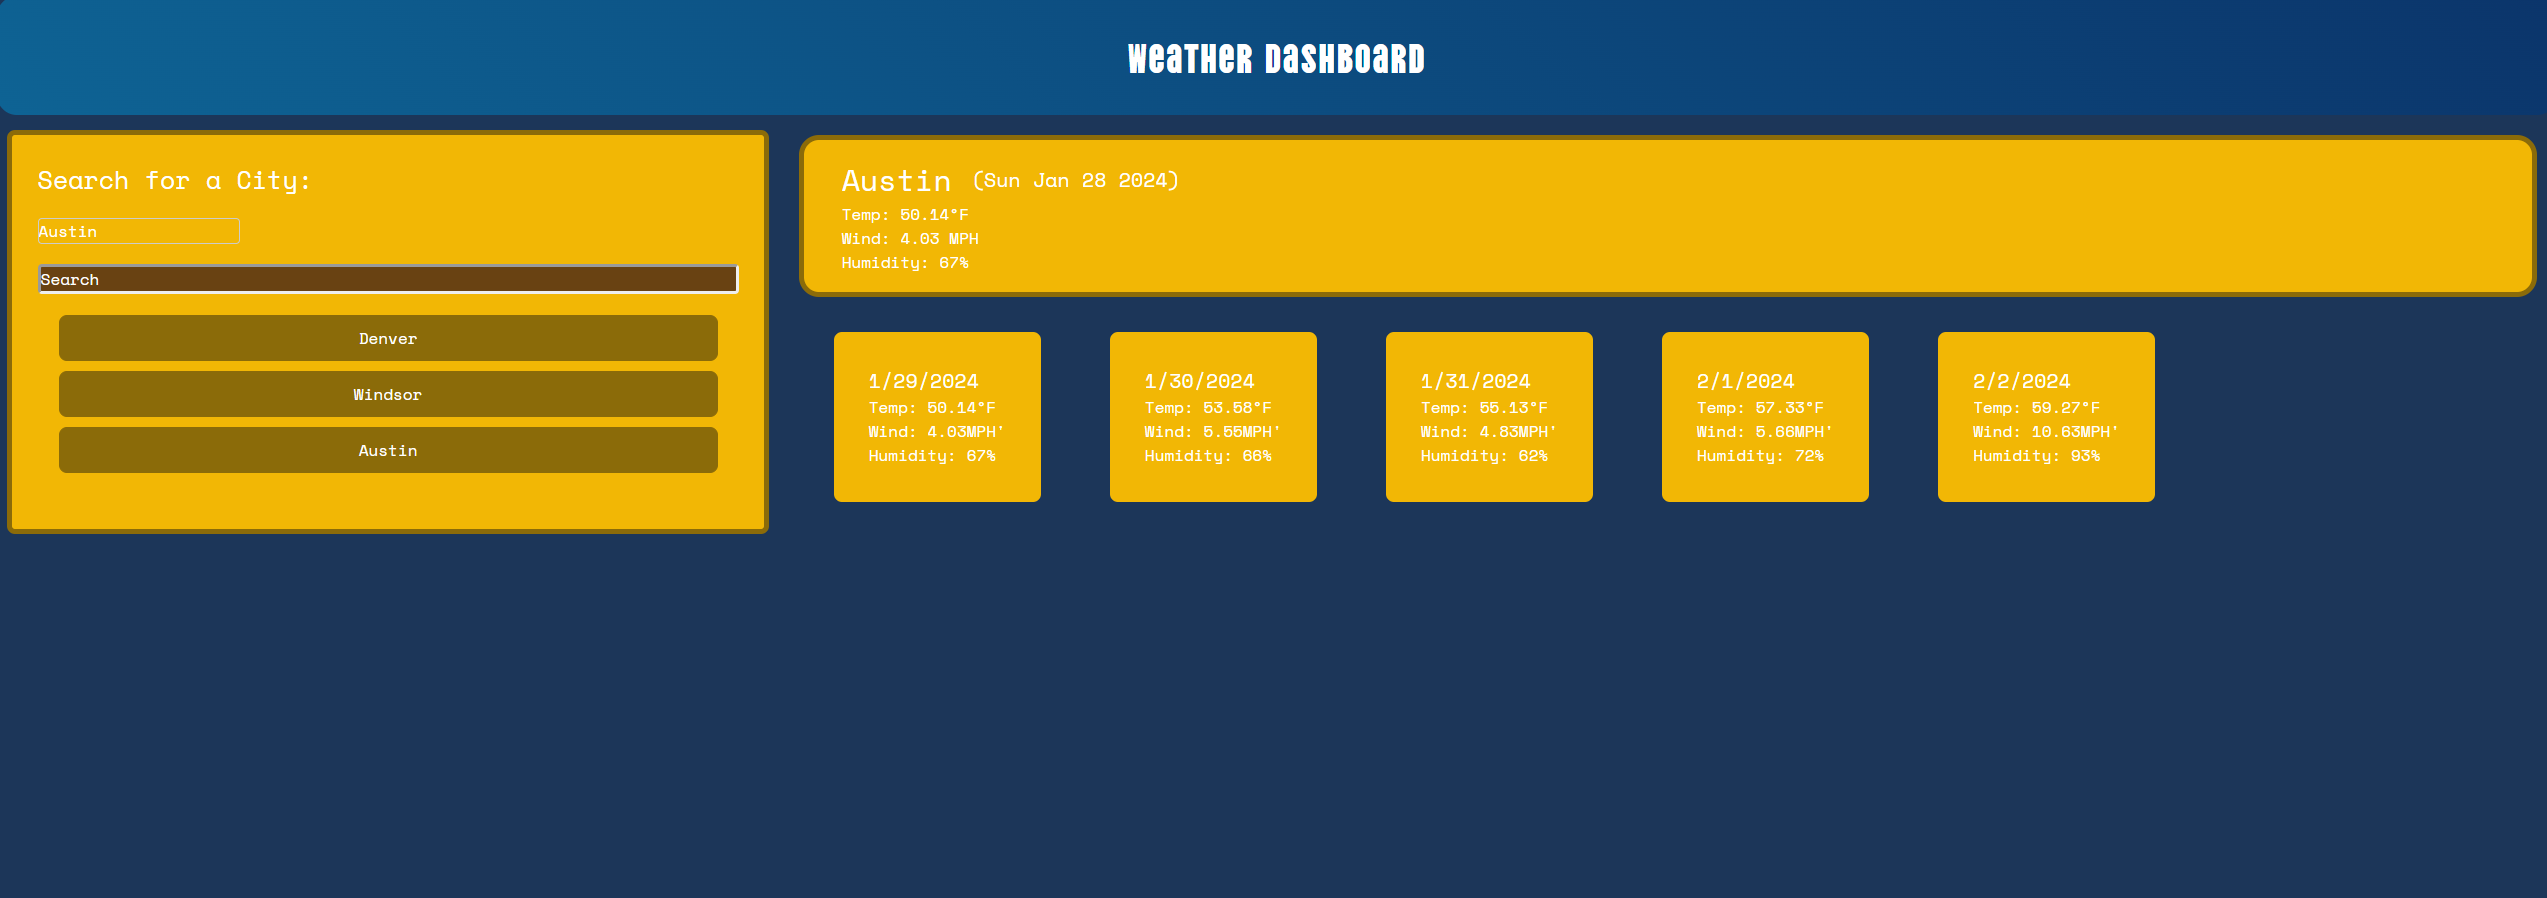 Weather Dashboard
Search for a City:
Austin
Search
Denver
Windsor
Austin
Austin (Sun Jan 28 2024)
Temp: 50.14°F
Wind: 4.03 MPH
Humidity: 67%
1/29/2024
Temp: 50.14°F
Wind: 4.03MPH'
Humidity: 67%
1/30/2024
Temp: 53.58°F
Wind: 5.55MPH'
Humidity: 66%
1/31/2024
Temp: 55.13°F
Wind: 4.83MPH'
Humidity: 62%
2/1/2024
Temp: 57.33°F
Wind: 5.66MPH'
Humidity: 72%
2/2/2024
Temp: 59.27°F
Wind: 10.63MPH'
Humidity: 93%